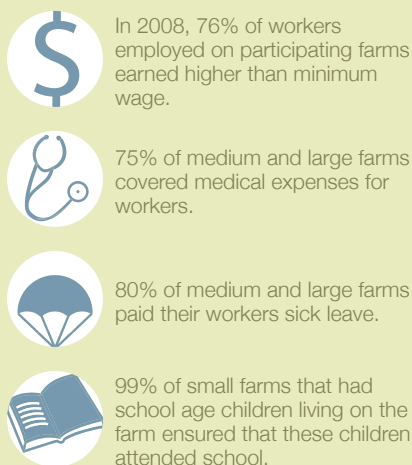 In 2008, 76% of workers
employed on participating farms
earned higher than minimum
wage.
75% of medium and large farms
covered medical expenses for
workers.
80% of medium and large farms
paid their workers sick leave.
99% of small farms that had
school age children living on the
farm ensured that these children
attended school.